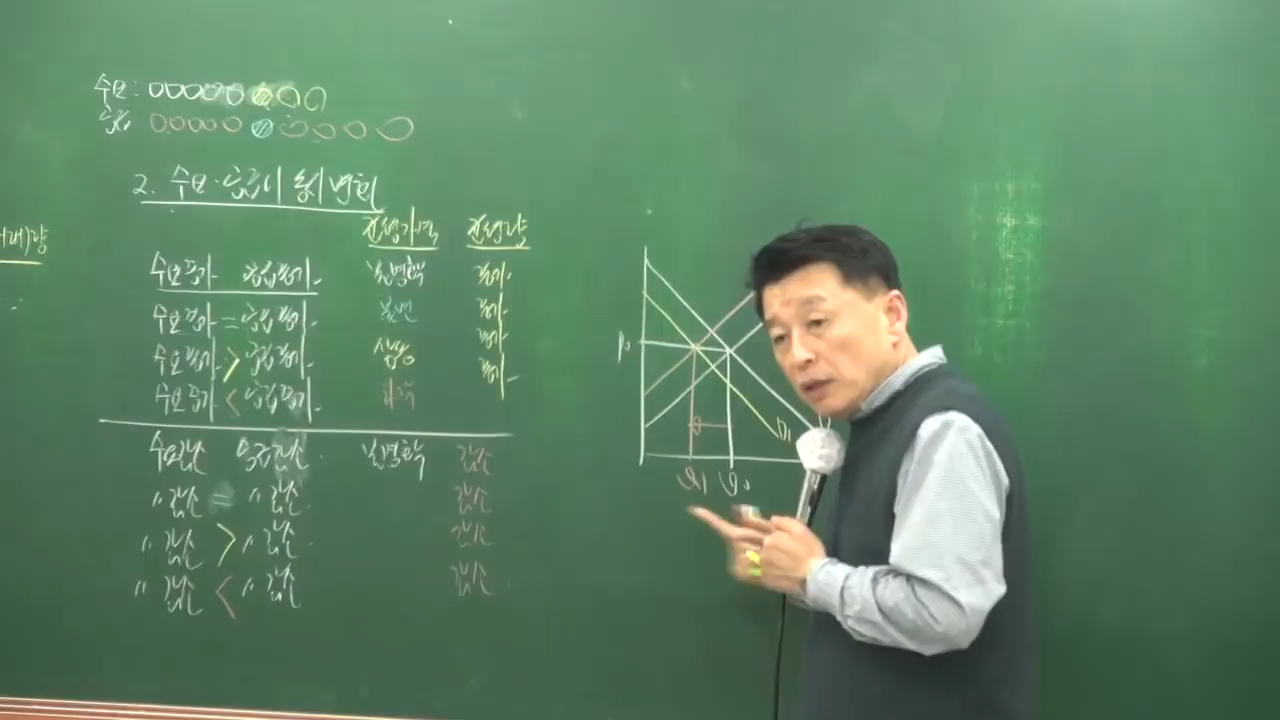 수요 : 
공급 : 
2. 수요·공급이 동시 변화
균형가격 균형량
수요증가 공급증가 불명확 증가
수요증가 = 공급증가 불변 증가
수요증가 > 공급증가 상승 증가
수요증가 < 공급증가 하락 증가
수요감소 공급감소 불명확 감소
〃 감소 = 〃 감소 감소
〃 감소 > 〃 감소 감소
〃 감소 < 〃 감소 감소
P₀
D₁
Q₁ Q₀